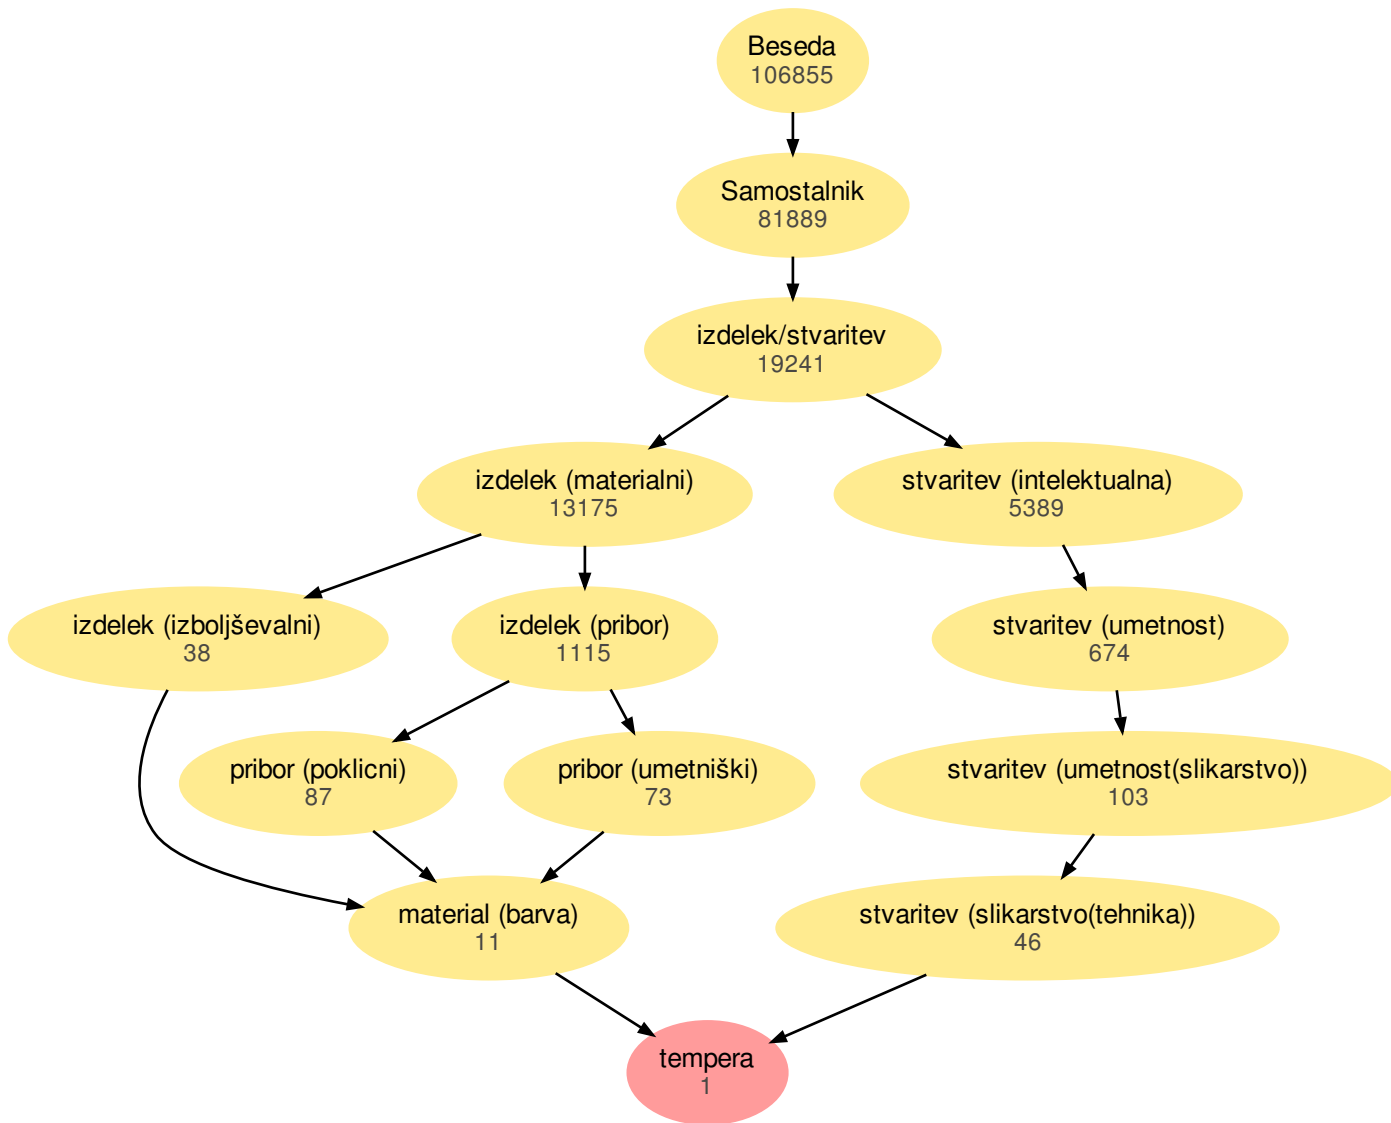 Beseda
106855
Samostalnik
81889
izdelek/stvaritev
19241
izdelek (materialni)
13175
stvaritev (intelektualna)
5389
izdelek (izboljševalni)
38
izdelek (pribor)
1115
stvaritev (umetnost)
674
pribor (poklicni)
87
pribor (umetniški)
73
stvaritev (umetnost(slikarstvo))
103
material (barva)
11
stvaritev (slikarstvo(tehnika))
46
tempera
1